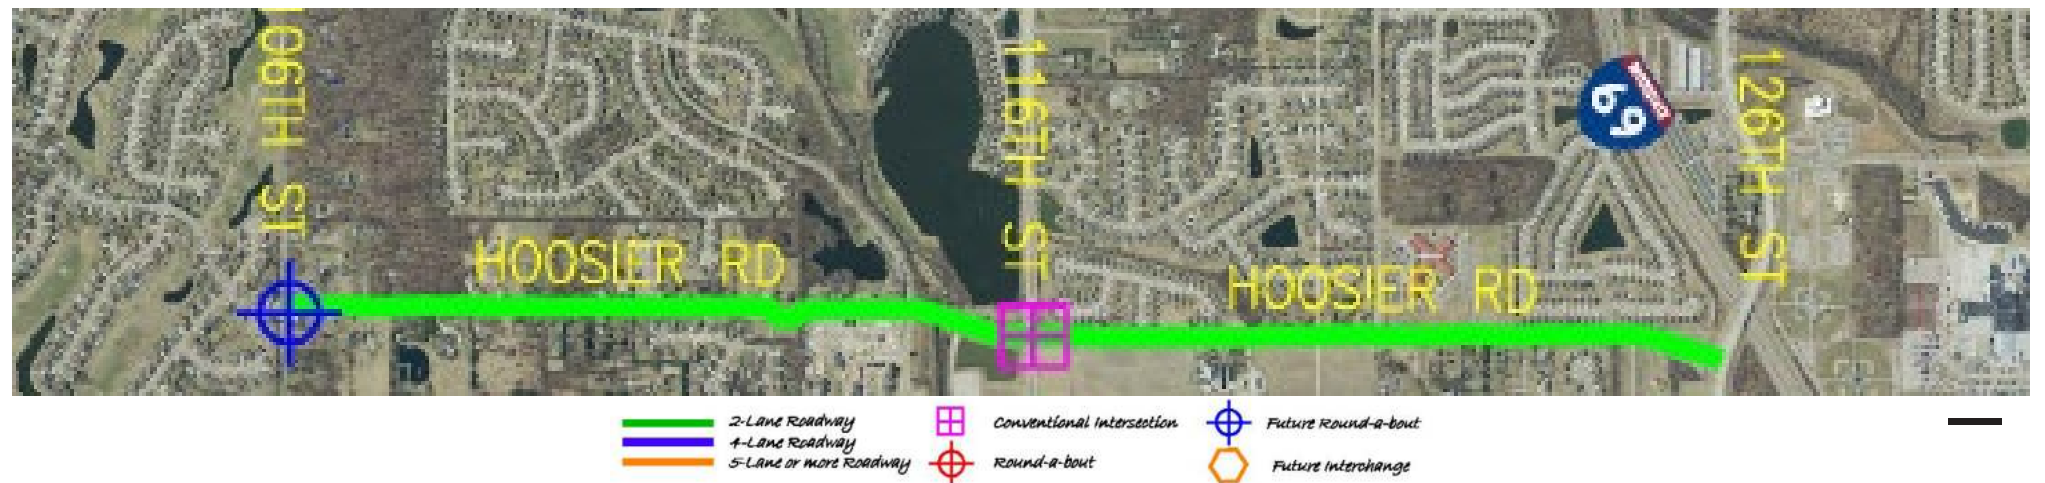 106TH ST
116TH ST
126TH ST
INTERSTATE
69
HOOSIER RD
HOOSIER RD
2-Lane Roadway
4-Lane Roadway
5-Lane or more Roadway
Conventional Intersection
Round-a-bout
Future Round-a-bout
Future Interchange